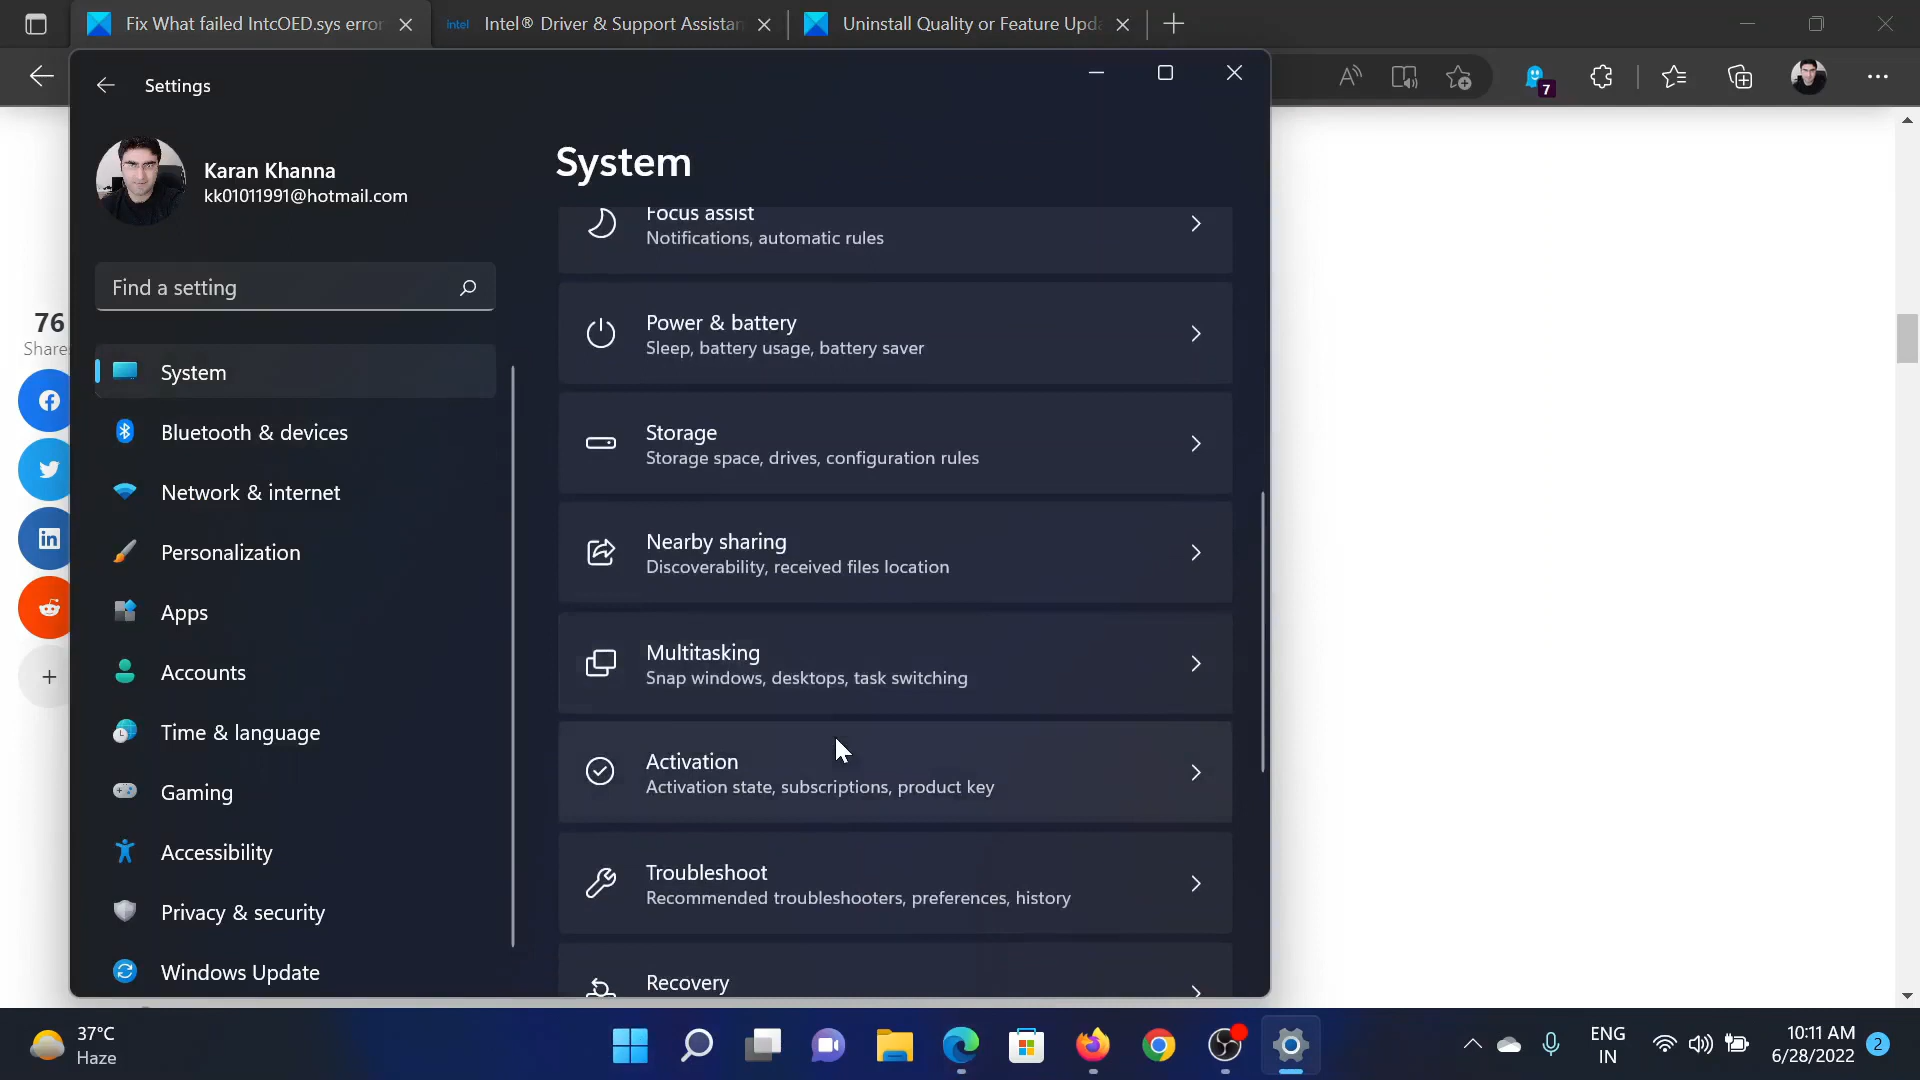 Fix What failed IntcOED.sys error
intel Intel® Driver & Support Assistan
Uninstall Quality or Feature Upda
7
Settings
Karan Khanna
kk01011991@hotmail.com
Find a setting
76
Share
System
Bluetooth & devices
Network & internet
Personalization
Apps
Accounts
Time & language
Gaming
Accessibility
Privacy & security
Windows Update
System
Focus assist
Notifications, automatic rules
Power & battery
Sleep, battery usage, battery saver
Storage
Storage space, drives, configuration rules
Nearby sharing
Discoverability, received files location
Multitasking
Snap windows, desktops, task switching
Activation
Activation state, subscriptions, product key
Troubleshoot
Recommended troubleshooters, preferences, history
Recovery
37°C
Haze
ENG
IN
10:11 AM
6/28/2022
2